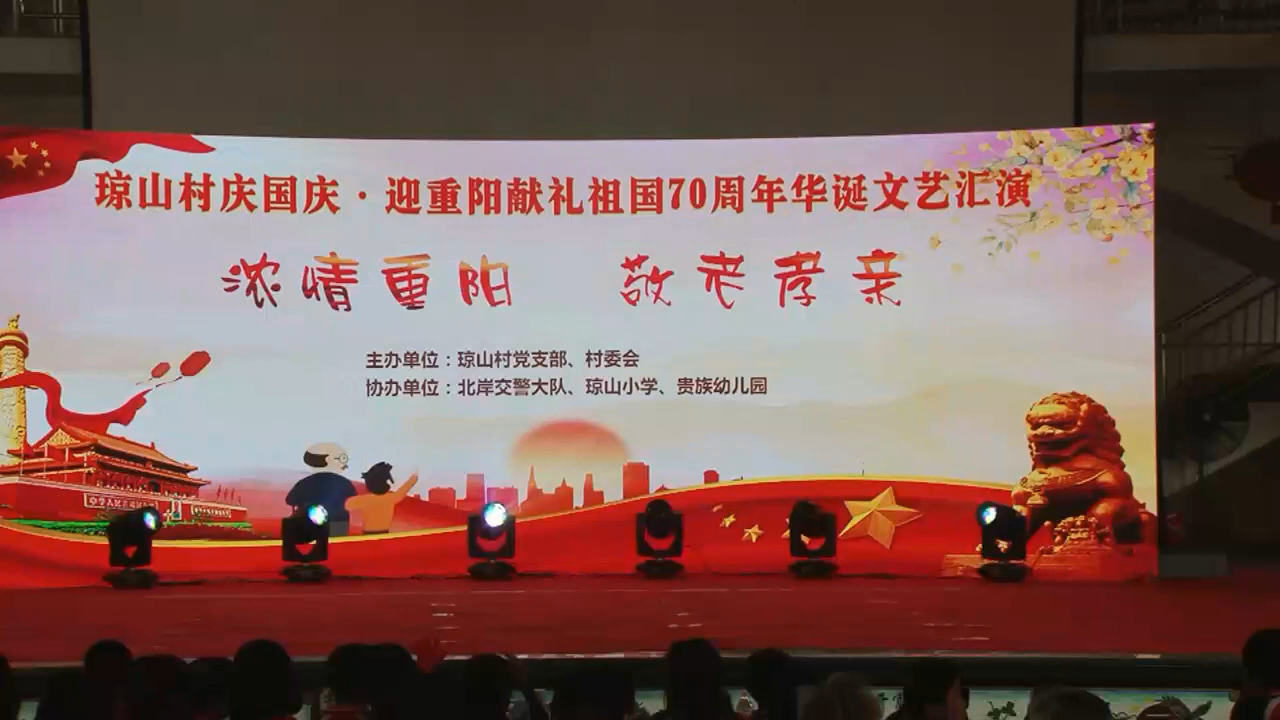 琼山村庆国庆·迎重阳献礼祖国70周年华诞文艺汇演
浓情重阳 敬老孝亲
主办单位：琼山村党支部、村委会
协办单位：北岸交警大队、琼山小学、贵族幼儿园